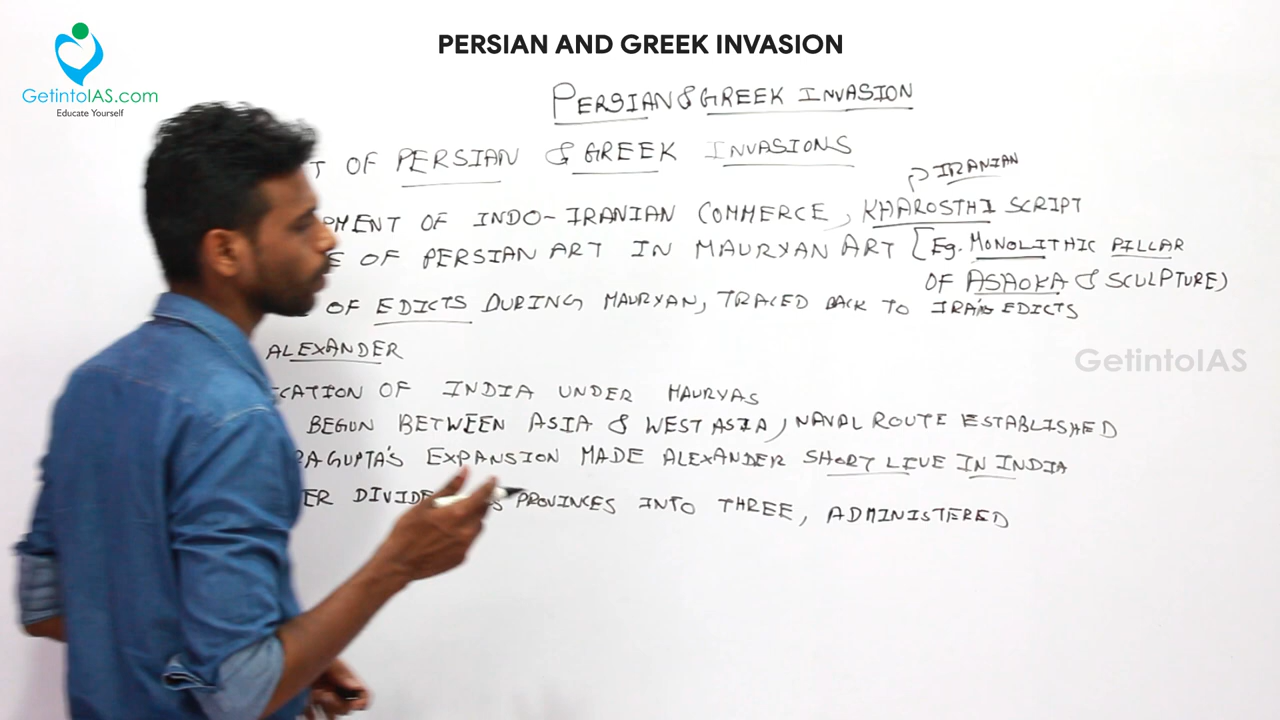 PERSIAN AND GREEK INVASION
GetintoIAS.com
Educate Yourself
PERSIAN & GREEK INVASION
T OF PERSIAN & GREEK INVASIONS
IRANIAN
PMENT OF INDO-IRANIAN COMMERCE, KHAROSTHI SCRIPT
E OF PERSIAN ART IN MAURYAN ART [Eg. MONOLITHIC PILLAR
OF ASAOKA & SCULPTURE)
OF EDICTS DURING MAURYAN, TRACED BACK TO IRAN'S EDICTS
ALEXANDER
ICATION OF INDIA UNDER MAURYAS
BEGUN BETWEEN ASIA & WEST ASIA, NAVAL ROUTE ESTABLISHED
RAGUPTA'S EXPANSION MADE ALEXANDER SHORT LIVE IN INDIA
ER DIVIDE S PROVINCES INTO THREE, ADMINISTERED
GetintoIAS